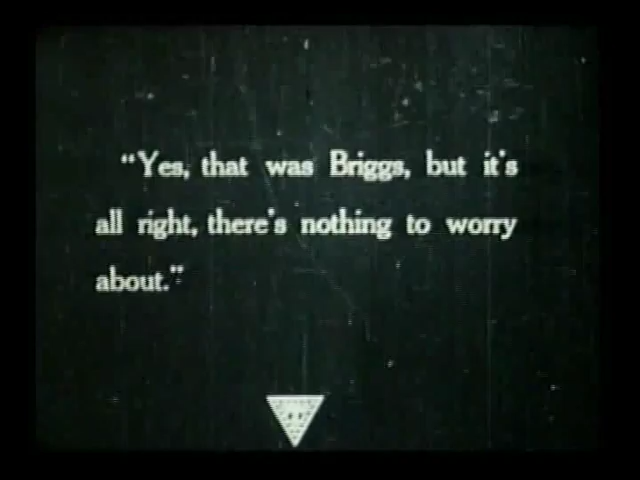 “Yes, that was Briggs, but it's
all right, there's nothing to worry
about.”